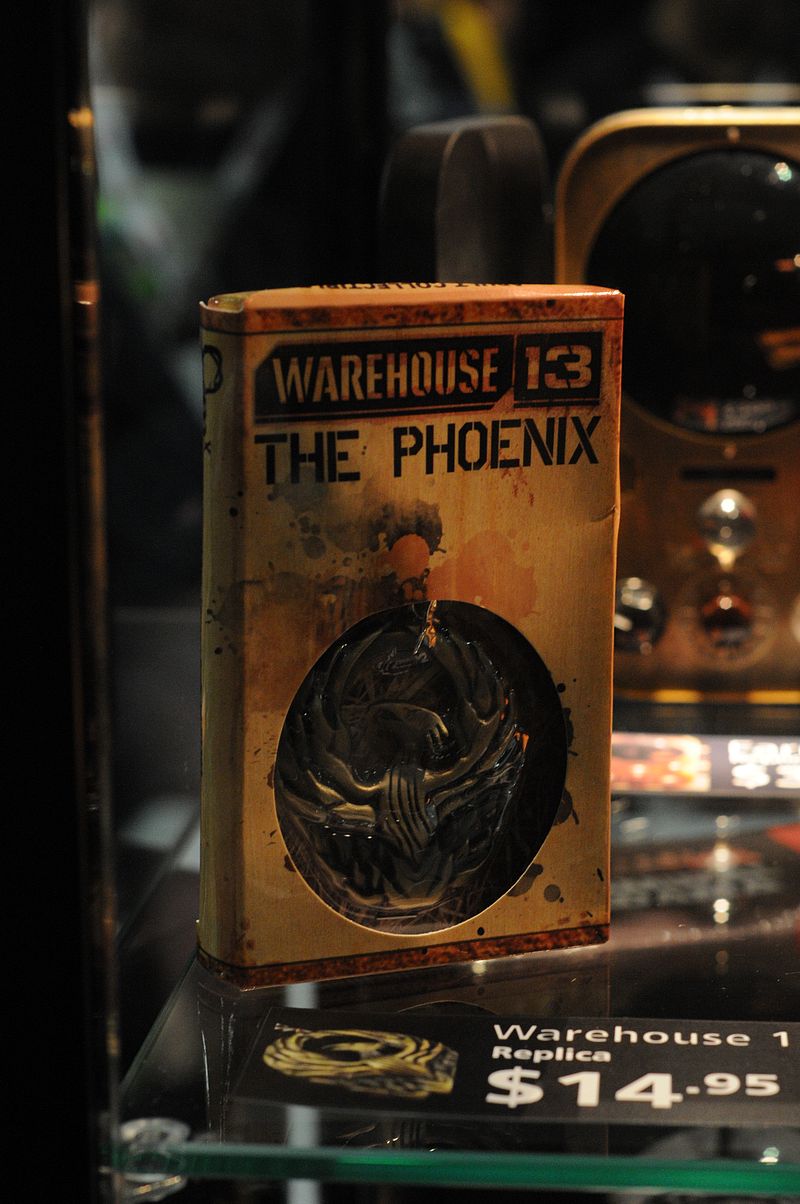 WAREHOUSE 13
THE PHOENIX
Warehouse 1
Replica
$14.95